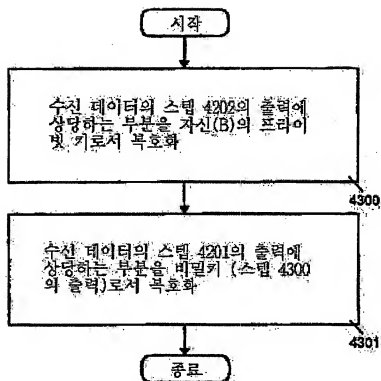 시작
수신 데이터의 스텝 4202의 출력에
상당하는 부분을 자신(B)의 프라이
빗 키로서 복호화
4300
수신 데이터의 스텝 4201의 출력에
상당하는 부분을 비밀키 (스텝 4300
의 출력)로서 복호화
4301
종료